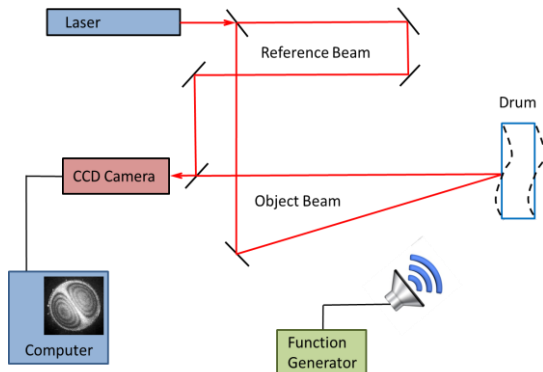 Laser
Reference Beam
Drum
CCD Camera
Object Beam
Computer
Function
Generator